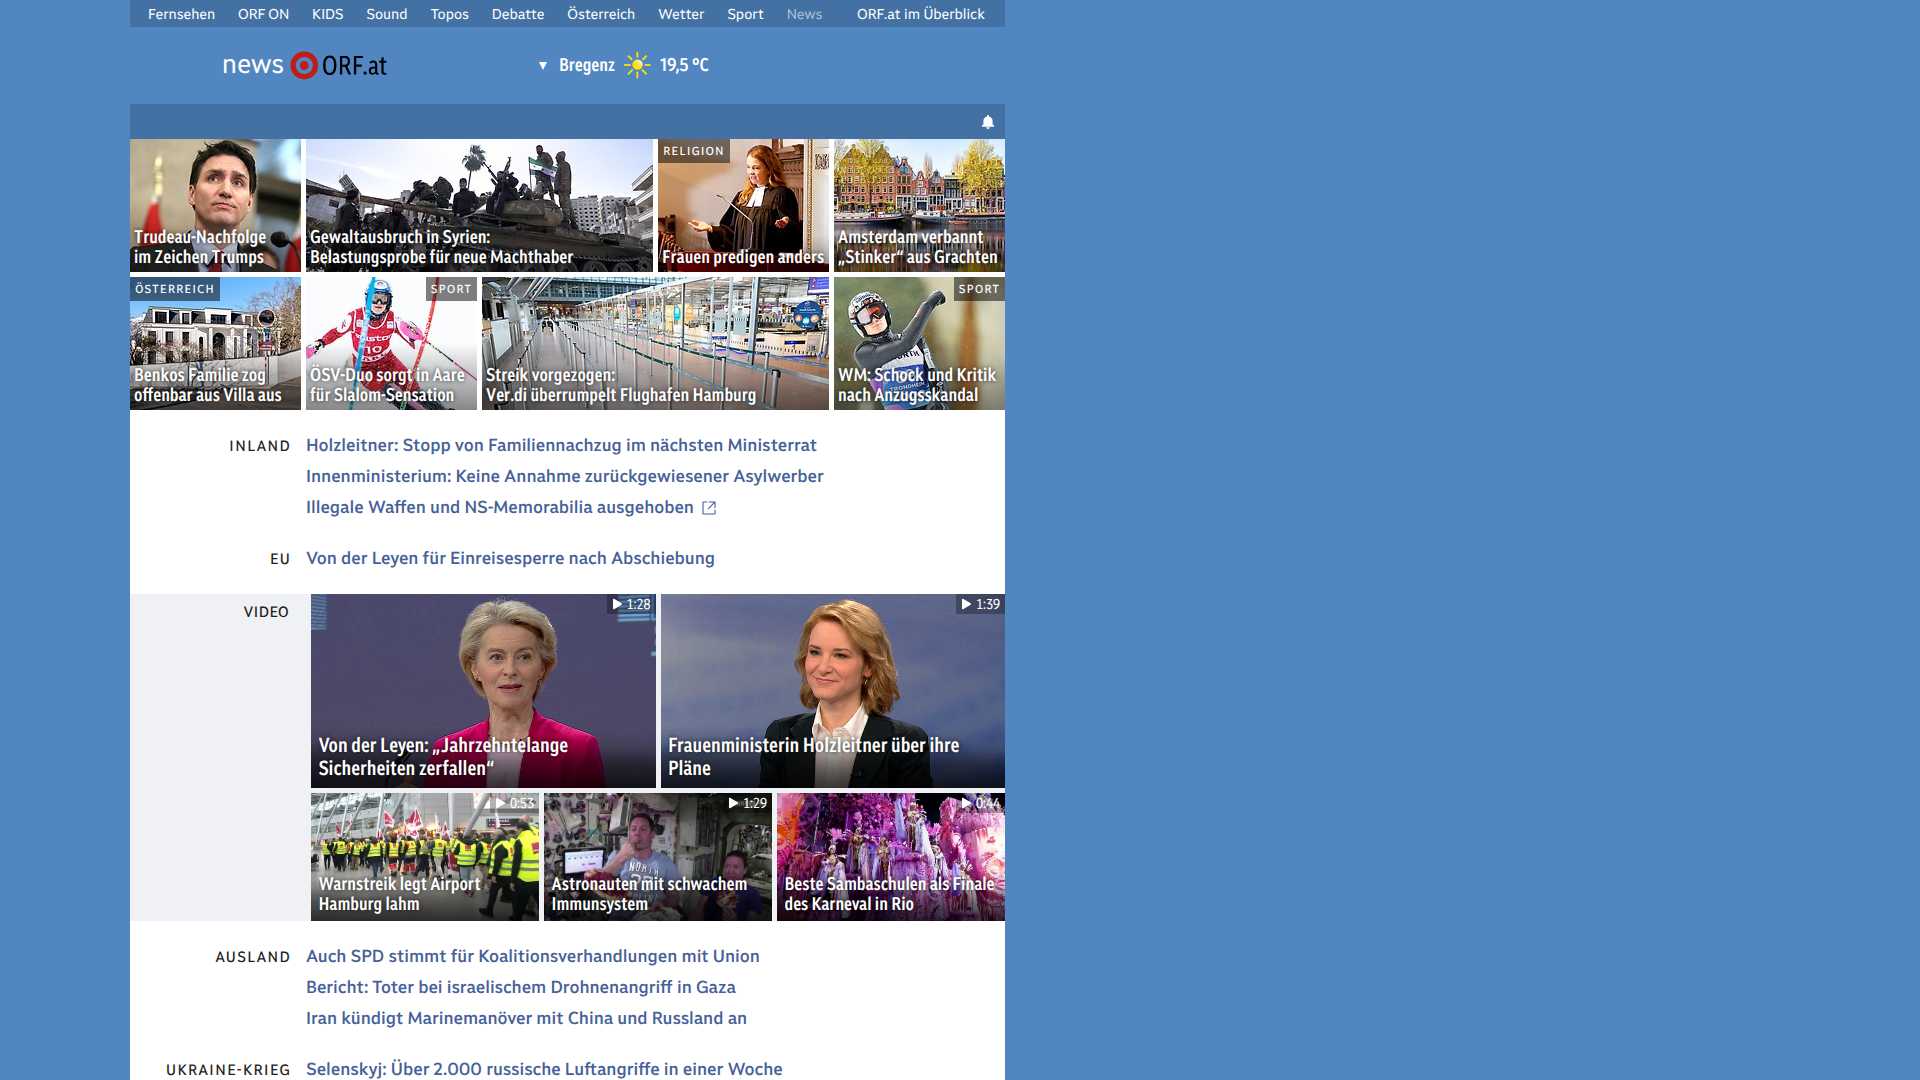 Fernsehen ORF ON KIDS Sound Topos Debatte Österreich Wetter Sport News ORF.at im Überblick
news ORF.at
Bregenz 19,5 °C
Trudeau-Nachfolge
im Zeichen Trumps
Gewaltausbruch in Syrien:
Belastungsprobe für neue Machthaber
RELIGION
Frauen predigen anders
Amsterdam verbannt
„Stinker“ aus Grachten
ÖSTERREICH
Benkos Familie zog
offenbar aus Villa aus
SPORT
ÖSV-Duo sorgt in Aare
für Slalom-Sensation
Streik vorgezogen:
Ver.di überrumpelt Flughafen Hamburg
SPORT
WM: Schock und Kritik
nach Anzugsskandal
INLAND
Holzleitner: Stopp von Familiennachzug im nächsten Ministerrat
Innenministerium: Keine Annahme zurückgewiesener Asylwerber
Illegale Waffen und NS-Memorabilia ausgehoben
EU
Von der Leyen für Einreisesperre nach Abschiebung
VIDEO
1:28
Von der Leyen: „Jahrzehntelange
Sicherheiten zerfallen“
1:39
Frauenministerin Holzleitner über ihre
Pläne
0:53
Warnstreik legt Airport
Hamburg lahm
1:29
Astronauten mit schwachem
Immunsystem
0:44
Beste Sambaschulen als Finale
des Karneval in Rio
AUSLAND
Auch SPD stimmt für Koalitionsverhandlungen mit Union
Bericht: Toter bei israelischem Drohnenangriff in Gaza
Iran kündigt Marinemanöver mit China und Russland an
UKRAINE-KRIEG
Selenskyj: Über 2.000 russische Luftangriffe in einer Woche